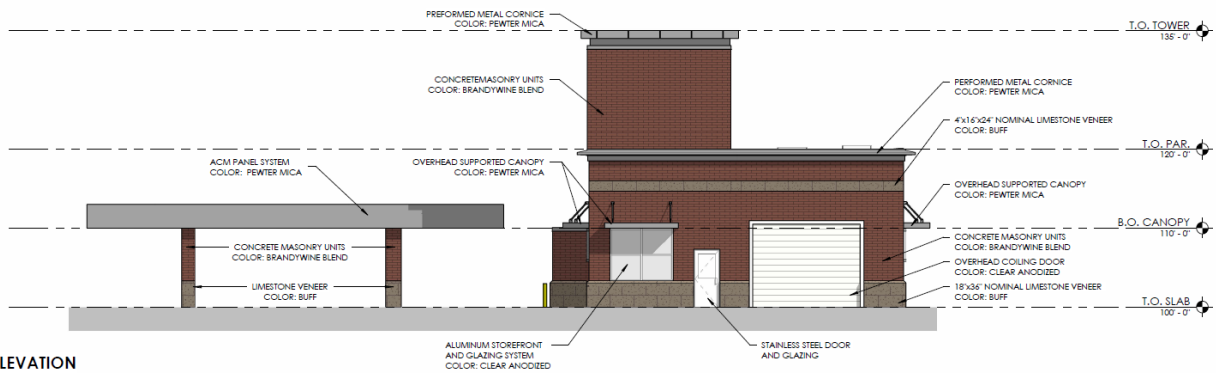 PREFORMED METAL CORNICE
COLOR: PEWTER MICA
T.O. TOWER
135' - 0"
CONCRETEMASONRY UNITS
COLOR: BRANDYWINE BLEND
PERFORMED METAL CORNICE
COLOR: PEWTER MICA
4"x16"x24" NOMINAL LIMESTONE VENEER
COLOR: BUFF
T.O. PAR.
120' - 0"
ACM PANEL SYSTEM
COLOR: PEWTER MICA
OVERHEAD SUPPORTED CANOPY
COLOR: PEWTER MICA
OVERHEAD SUPPORTED CANOPY
COLOR: PEWTER MICA
B.O. CANOPY
110' - 0"
CONCRETE MASONRY UNITS
COLOR: BRANDYWINE BLEND
CONCRETE MASONRY UNITS
COLOR: BRANDYWINE BLEND
OVERHEAD COILING DOOR
COLOR: CLEAR ANODIZED
LIMESTONE VENEER
COLOR: BUFF
18"x36" NOMINAL LIMESTONE VENEER
COLOR: BUFF
T.O. SLAB
100' - 0"
ALUMINUM STOREFRONT
AND GLAZING SYSTEM
COLOR: CLEAR ANODIZED
STAINLESS STEEL DOOR
AND GLAZING
LEVATION